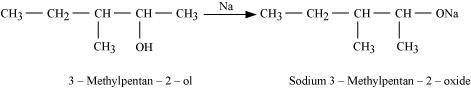 CH₃ — CH₂ — CH — CH — CH₃ Na CH₃ — CH₂ — CH — CH — ONa
CH₃ OH CH₃ CH₃
3 – Methylpentan – 2 – ol Sodium 3 – Methylpentan – 2 – oxide